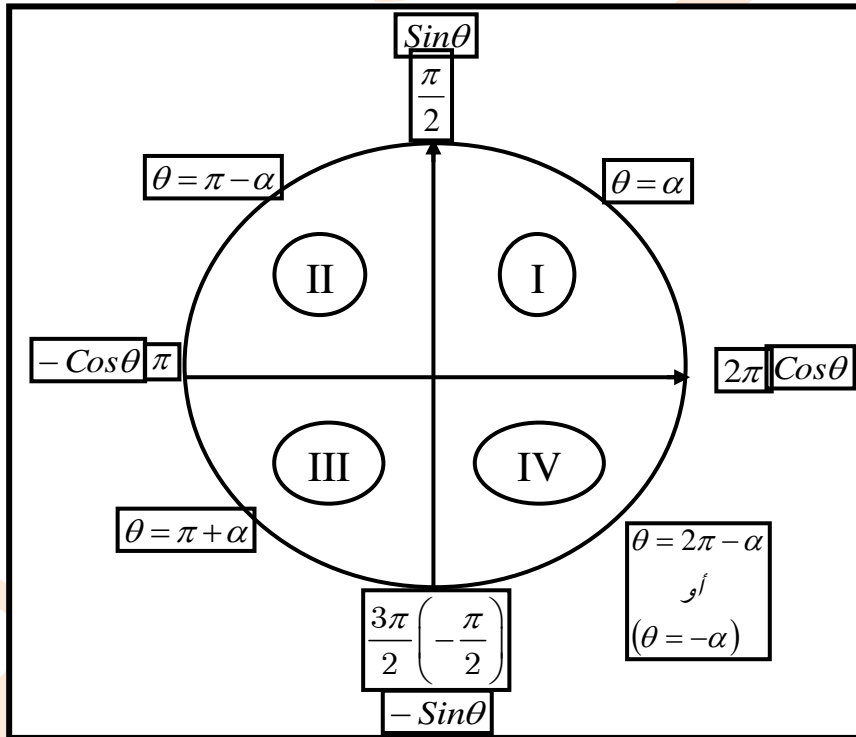 Sinθ
π/2
θ = π − α
θ = α
II
I
− Cosθ π
2π Cosθ
III
IV
θ = π + α
θ = 2π − α
أو
(θ = −α)
3π/2 (− π/2)
− Sinθ